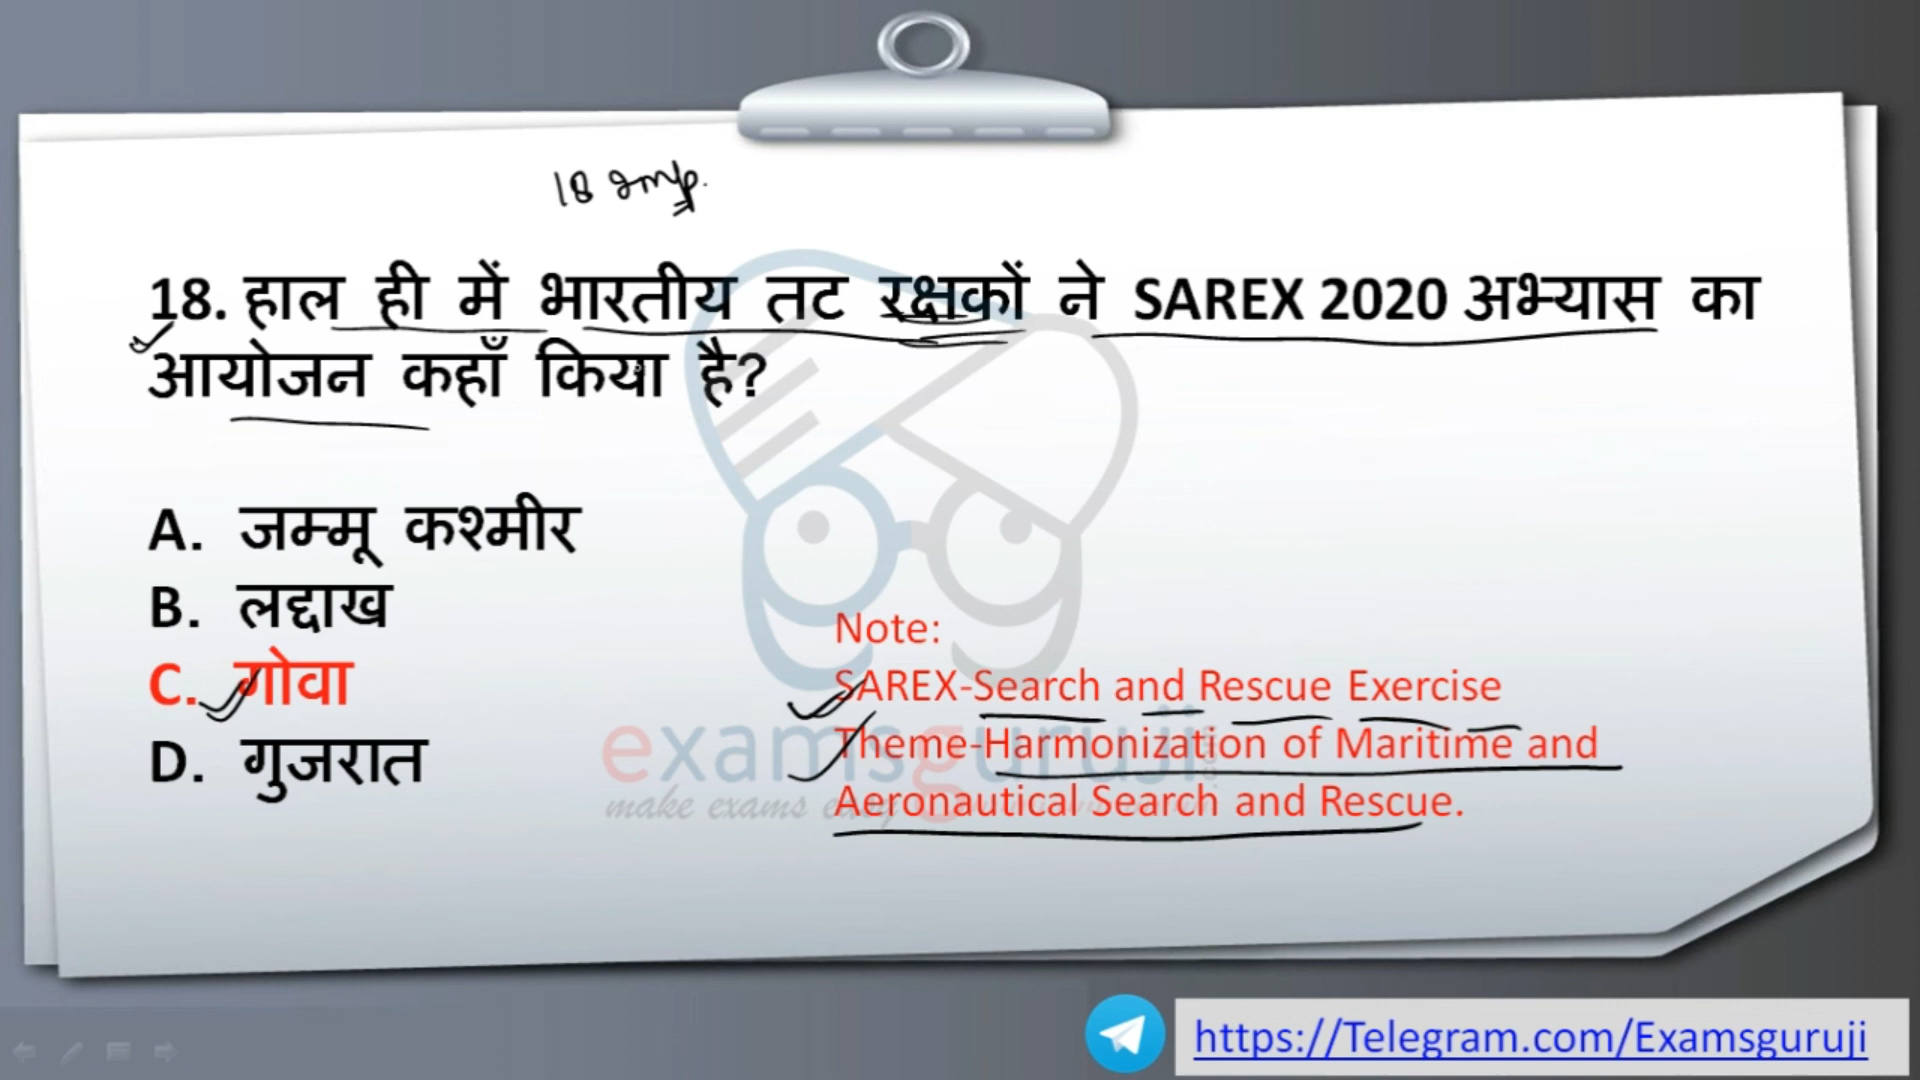 18 Imp.
18. हाल ही में भारतीय तट रक्षकों ने SAREX 2020 अभ्यास का
आयोजन कहाँ किया है?
A. जम्मू कश्मीर
B. लद्दाख
C. गोवा
D. गुजरात
Note:
SAREX-Search and Rescue Exercise
Theme-Harmonization of Maritime and
Aeronautical Search and Rescue.
examsguruji
make exams easy
https://Telegram.com/Examsguruji